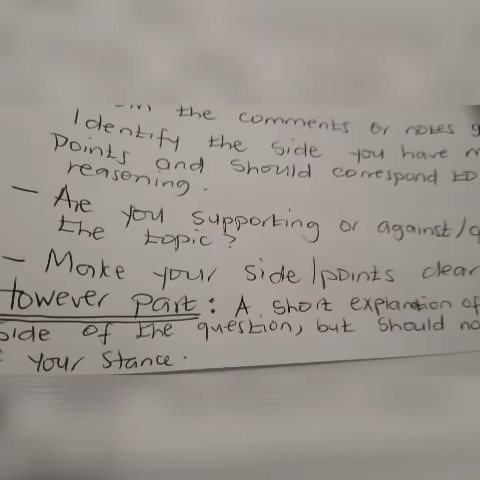 in the comments or notes
Identify the side you have
points and should correspond to
reasoning.
– Are you supporting or against/
the topic?
– Make your side/points clear
However part: A short explanation of
side of the question, but should
your stance.